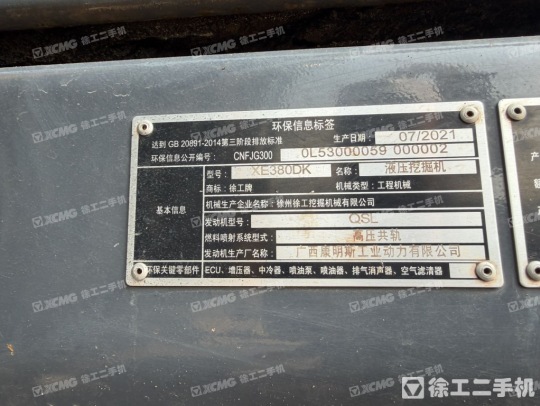 环保信息标签
达到 GB 20891-2014第三阶段排放标准 生产日期: 07/2021
环保信息公开编号: CNFJG300 0L53000059 000002
基本信息
型号: XE380DK 名称: 液压挖掘机
商标: 徐工牌 机械类型: 工程机械
机械生产企业名称: 徐州徐工挖掘机械有限公司
发动机型号: QSL
燃料喷射系统型式: 高压共轨
发动机生产厂名称: 广西康明斯工业动力有限公司
环保关键零部件 ECU、增压器、中冷器、喷油泵、喷油器、排气消声器、空气滤清器
XCMG 徐工二手机
徐工二手机